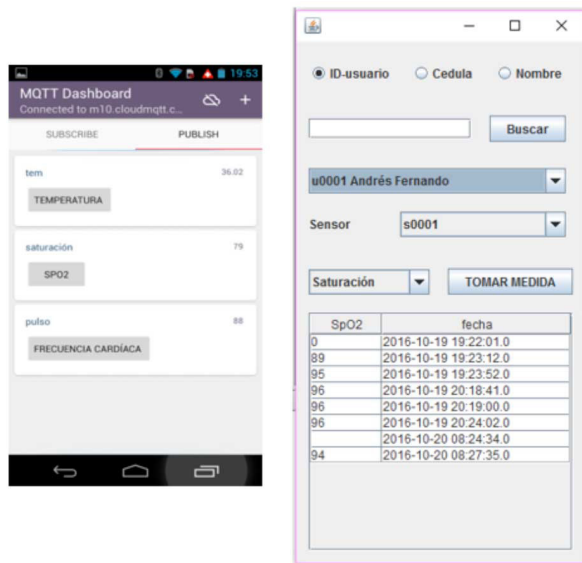 19:53
MQTT Dashboard
Connected to m10.cloudmqtt.c...
SUBSCRIBE PUBLISH
tem 36.02
TEMPERATURA
saturación 79
SPO2
pulso 88
FRECUENCIA CARDÍACA
ID-usuario Cedula Nombre
Buscar
u0001 Andrés Fernando
Sensor s0001
Saturación TOMAR MEDIDA
SpO2 fecha
0 2016-10-19 19:22:01.0
89 2016-10-19 19:23:12.0
95 2016-10-19 19:23:52.0
96 2016-10-19 20:18:41.0
96 2016-10-19 20:19:00.0
96 2016-10-19 20:24:02.0
2016-10-20 08:24:34.0
94 2016-10-20 08:27:35.0